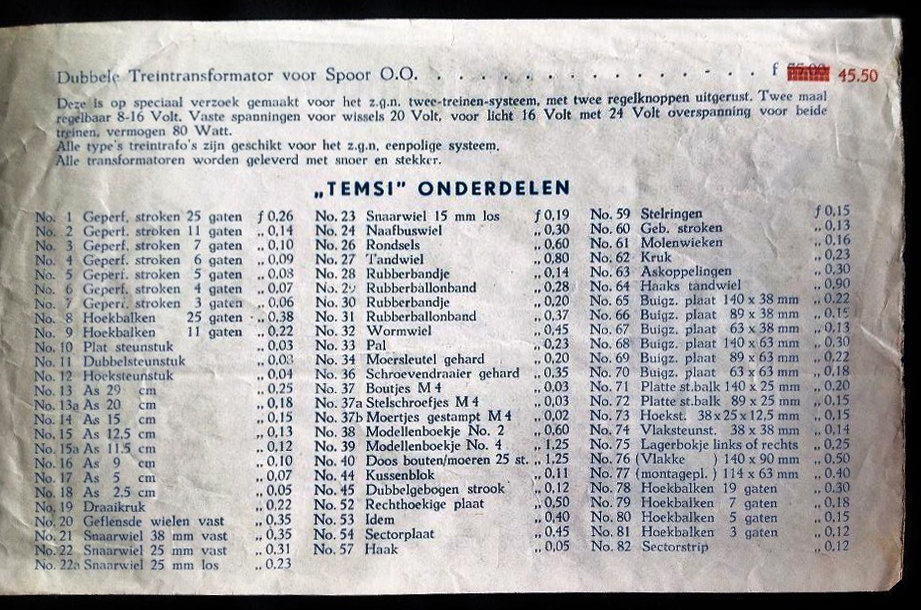 Dubbele Treintransformator voor Spoor O.O. . . . . . . . . . . . . . . . . f 45.50
Deze is op speciaal verzoek gemaakt voor het z.g.n. twee-treinen-systeem, met twee regelknoppen uitgerust. Twee maal
regelbaar 8-16 Volt. Vaste spanningen voor wissels 20 Volt, voor licht 16 Volt met 24 Volt overspanning voor beide
treinen, vermogen 80 Watt.
Alle type's treintrafo's zijn geschikt voor het z.g.n. eenpolige systeem.
Alle transformatoren worden geleverd met snoer en stekker.
„TEMSI” ONDERDELEN
No. 1 Geperf. stroken 25 gaten f 0,26
No. 2 Geperf. stroken 11 gaten „ 0,14
No. 3 Geperf. stroken 7 gaten „ 0,10
No. 4 Geperf. stroken 6 gaten „ 0,09
No. 5 Geperf. stroken 5 gaten „ 0,08
No. 6 Geperf. stroken 4 gaten „ 0,07
No. 7 Geperf. stroken 3 gaten „ 0,06
No. 8 Hoekbalken 25 gaten „ 0,38
No. 9 Hoekbalken 11 gaten „ 0,22
No. 10 Plat steunstuk „ 0,03
No. 11 Dubbelsteunstuk „ 0,03
No. 12 Hoeksteunstuk „ 0,04
No. 13 As 29 cm „ 0,25
No. 13a As 20 cm „ 0,18
No. 14 As 15 cm „ 0,15
No. 15 As 12,5 cm „ 0,13
No. 15a As 11,5 cm „ 0,12
No. 16 As 9 cm „ 0,10
No. 17 As 5 cm „ 0,07
No. 18 As 2,5 cm „ 0,05
No. 19 Draaikruk „ 0,22
No. 20 Geflensde wielen vast „ 0,35
No. 21 Snaarwiel 38 mm vast „ 0,35
No. 22 Snaarwiel 25 mm vast „ 0,31
No. 22a Snaarwiel 25 mm los „ 0,23
No. 23 Snaarwiel 15 mm los f 0,19
No. 24 Naafbuswiel „ 0,30
No. 26 Rondsels „ 0,60
No. 27 Tandwiel „ 0,80
No. 28 Rubberbandje „ 0,14
No. 29 Rubberballonband „ 0,28
No. 30 Rubberbandje „ 0,20
No. 31 Rubberballonband „ 0,37
No. 32 Wormwiel „ 0,45
No. 33 Pal „ 0,23
No. 34 Moersleutel gehard „ 0,20
No. 36 Schroevendraaier gehard „ 0,35
No. 37 Boutjes M 4 „ 0,03
No. 37a Stelschroefjes M 4 „ 0,03
No. 37b Moertjes gestampt M 4 „ 0,02
No. 38 Modellenboekje No. 2 „ 0,60
No. 39 Modellenboekje No. 4 „ 1,25
No. 40 Doos bouten/moeren 25 st. „ 1,25
No. 44 Kussenblok „ 0,11
No. 45 Dubbelgebogen strook „ 0,12
No. 52 Rechthoekige plaat „ 0,50
No. 53 Idem „ 0,40
No. 54 Sectorplaat „ 0,45
No. 57 Haak „ 0,05
No. 59 Stelringen f 0,15
No. 60 Geb. stroken „ 0,13
No. 61 Molenwieken „ 0,16
No. 62 Kruk „ 0,23
No. 63 Askoppelingen „ 0,30
No. 64 Haaks tandwiel „ 0,90
No. 65 Buigz. plaat 140 x 38 mm „ 0,22
No. 66 Buigz. plaat 89 x 38 mm „ 0,15
No. 67 Buigz. plaat 63 x 38 mm „ 0,13
No. 68 Buigz. plaat 140 x 63 mm „ 0,30
No. 69 Buigz. plaat 89 x 63 mm „ 0,22
No. 70 Buigz. plaat 63 x 63 mm „ 0,18
No. 71 Platte st.balk 140 x 25 mm „ 0,20
No. 72 Platte st.balk 89 x 25 mm „ 0,15
No. 73 Hoekst. 38 x 25 x 12,5 mm „ 0,15
No. 74 Vlaksteunst. 38 x 38 mm „ 0,14
No. 75 Lagerbokje links of rechts „ 0,25
No. 76 (Vlakke ) 140 x 90 mm „ 0,50
No. 77 (montagepl. ) 114 x 63 mm „ 0,40
No. 78 Hoekbalken 19 gaten „ 0,30
No. 79 Hoekbalken 7 gaten „ 0,18
No. 80 Hoekbalken 5 gaten „ 0,15
No. 81 Hoekbalken 3 gaten „ 0,12
No. 82 Sectorstrip „ 0,12